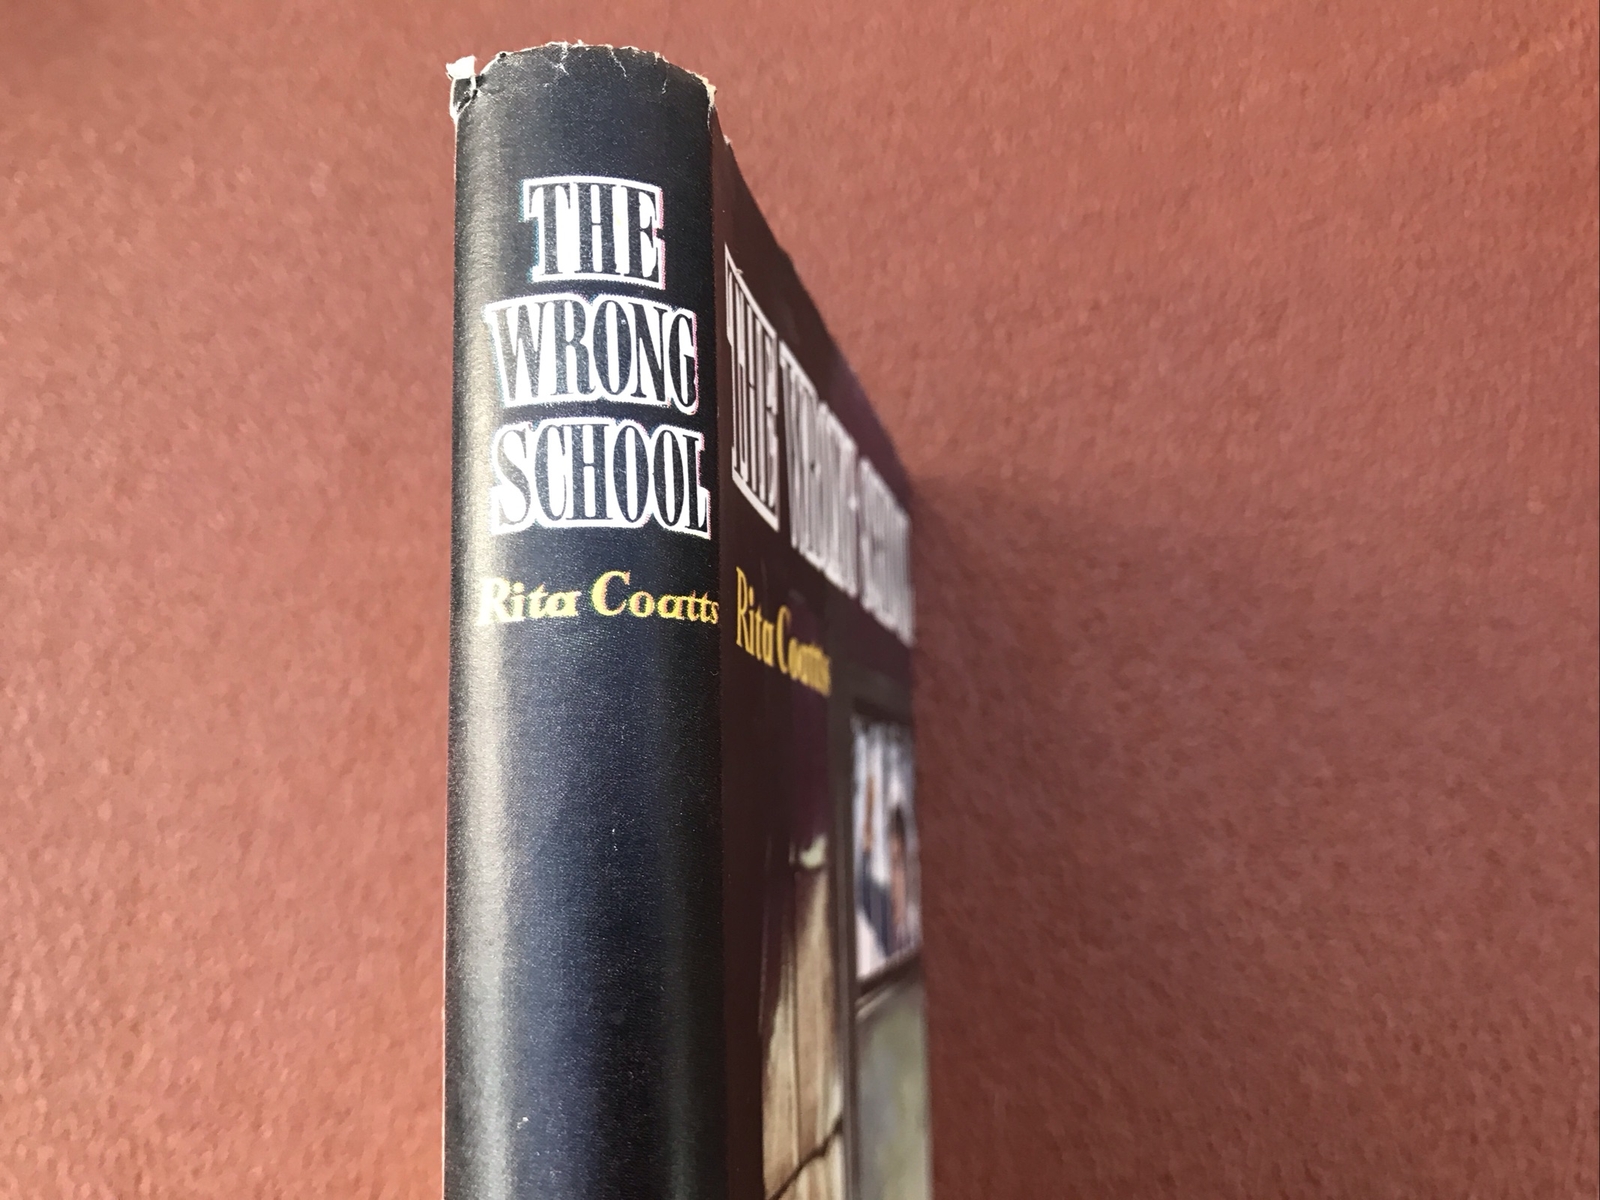 THE
WRONG
SCHOOL
Rita Coatts
THE WRONG SCHOOL
Rita Coatts